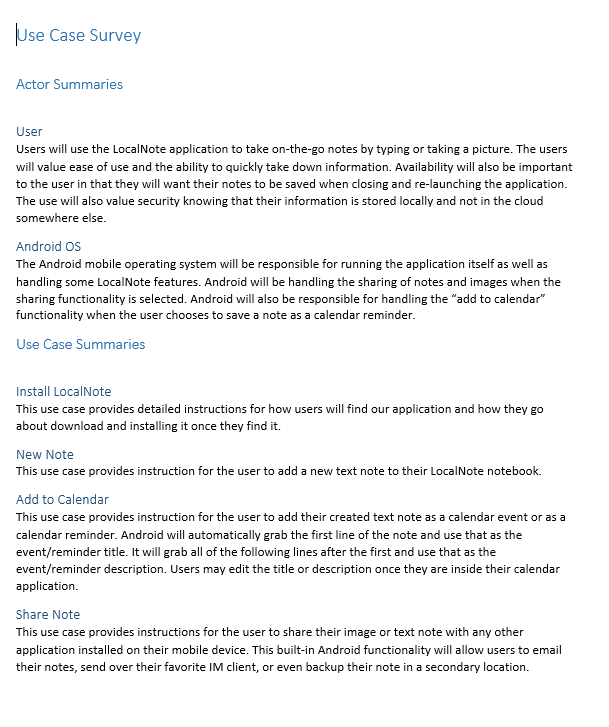 Use Case Survey
Actor Summaries
User
Users will use the LocalNote application to take on-the-go notes by typing or taking a picture. The users
will value ease of use and the ability to quickly take down information. Availability will also be important
to the user in that they will want their notes to be saved when closing and re-launching the application.
The use will also value security knowing that their information is stored locally and not in the cloud
somewhere else.
Android OS
The Android mobile operating system will be responsible for running the application itself as well as
handling some LocalNote features. Android will be handling the sharing of notes and images when the
sharing functionality is selected. Android will also be responsible for handling the “add to calendar”
functionality when the user chooses to save a note as a calendar reminder.
Use Case Summaries
Install LocalNote
This use case provides detailed instructions for how users will find our application and how they go
about download and installing it once they find it.
New Note
This use case provides instruction for the user to add a new text note to their LocalNote notebook.
Add to Calendar
This use case provides instruction for the user to add their created text note as a calendar event or as a
calendar reminder. Android will automatically grab the first line of the note and use that as the
event/reminder title. It will grab all of the following lines after the first and use that as the
event/reminder description. Users may edit the title or description once they are inside their calendar
application.
Share Note
This use case provides instructions for the user to share their image or text note with any other
application installed on their mobile device. This built-in Android functionality will allow users to email
their notes, send over their favorite IM client, or even backup their note in a secondary location.